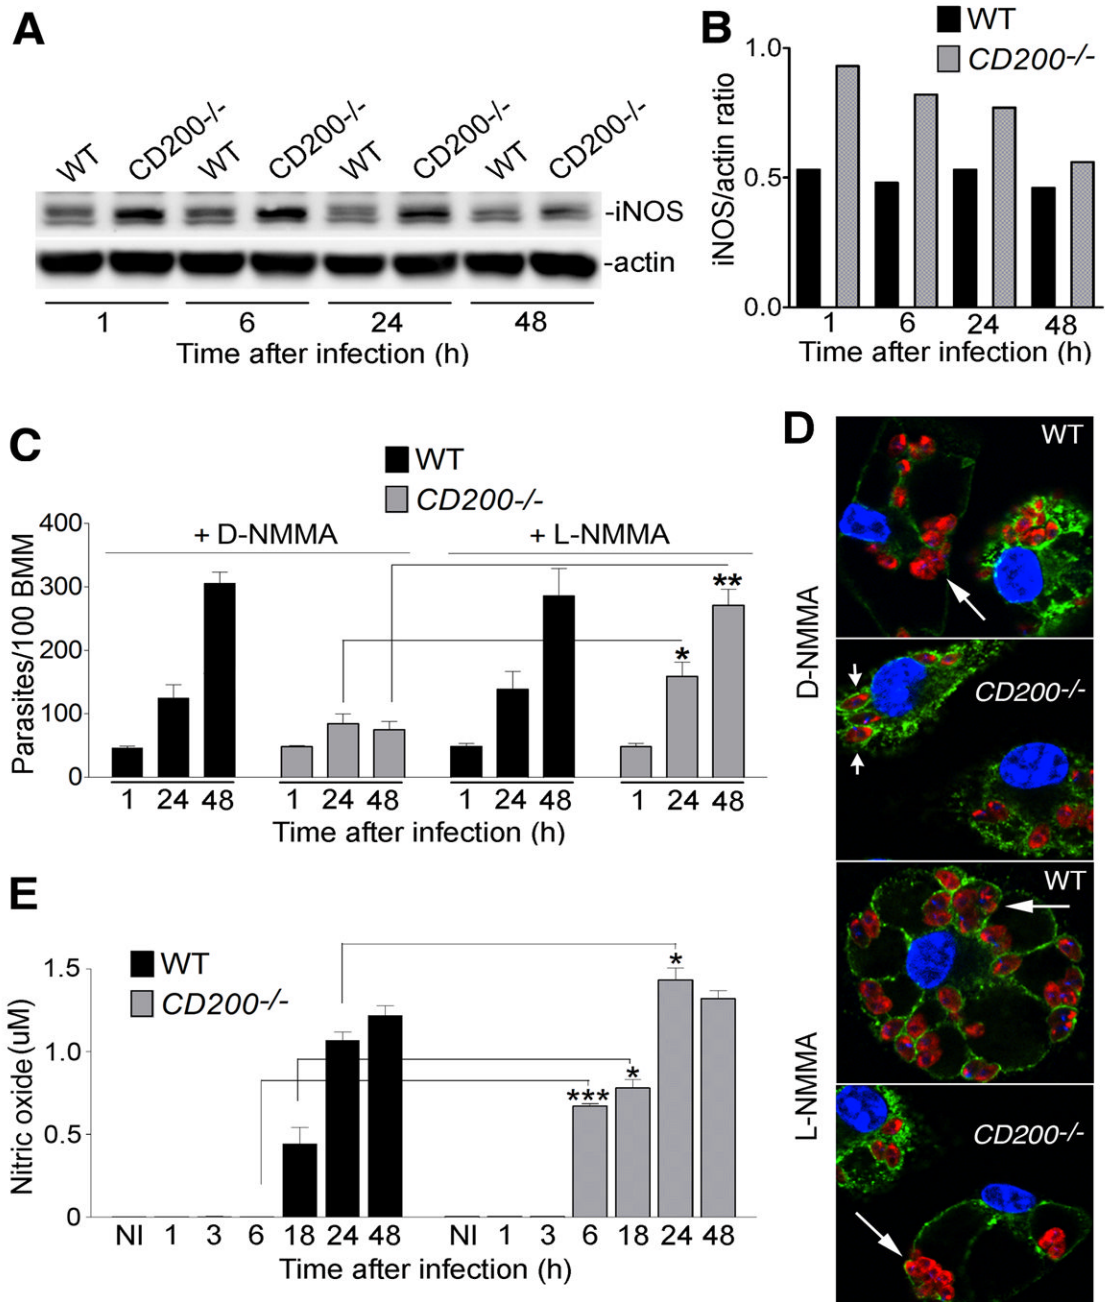 A
WT CD200-/- WT CD200-/- WT CD200-/- WT CD200-/-
-iNOS
-actin
1 6 24 48
Time after infection (h)
B
WT
CD200-/-
iNOS/actin ratio
1.0
0.5
0.0
1 6 24 48
Time after infection (h)
C
WT
CD200-/-
+ D-NMMA + L-NMMA
Parasites/100 BMM
400
300
200
100
0
* **
1 24 48 1 24 48 1 24 48 1 24 48
Time after infection (h)
D
D-NMMA
WT
CD200-/-
L-NMMA
WT
CD200-/-
E
WT
CD200-/-
Nitric oxide (uM)
1.5
1.0
0.5
0
*** * *
NI 1 3 6 18 24 48 NI 1 3 6 18 24 48
Time after infection (h)